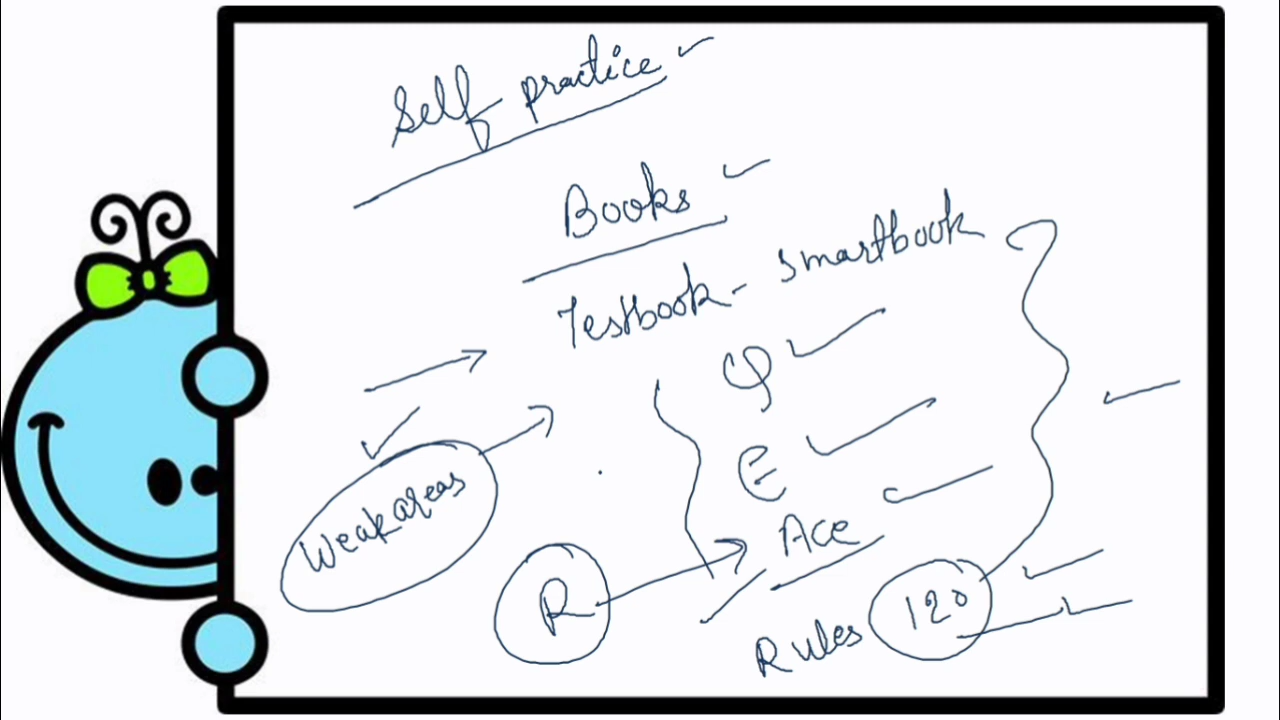 Self practice
Books
Testbook - Smartbook
φ
E
Weak areas
Ace
R
Rules 120